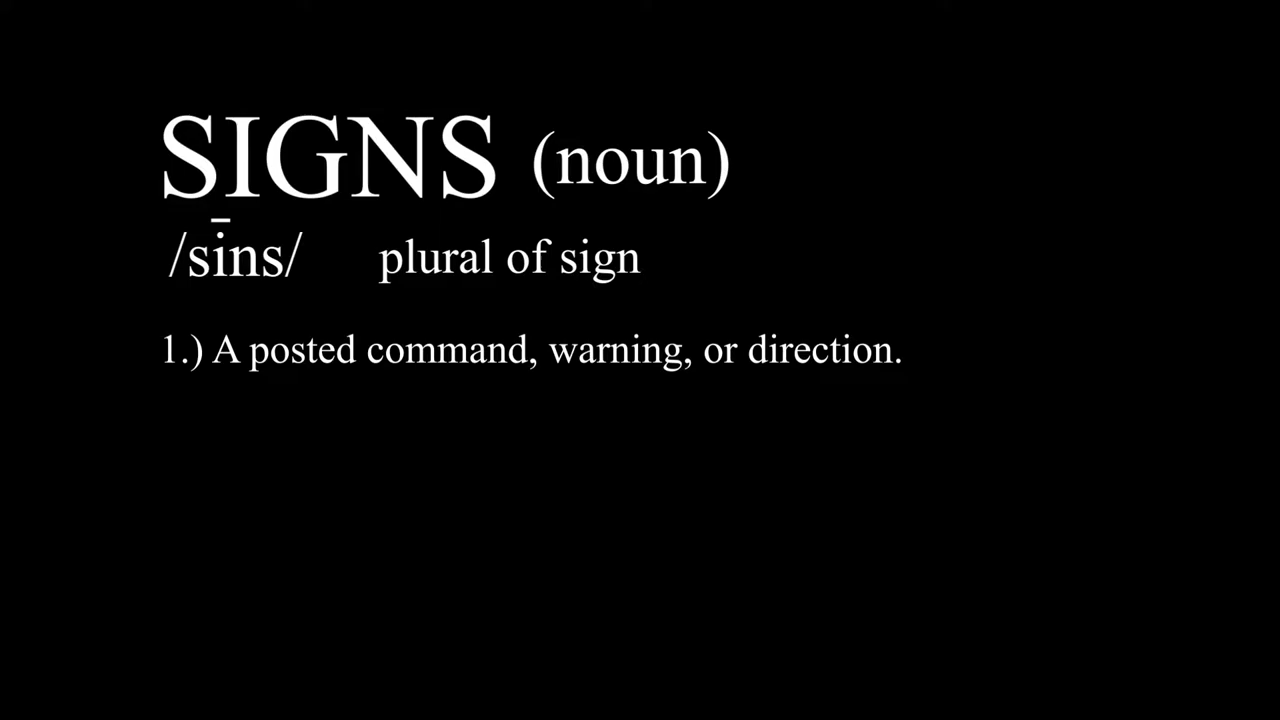 SIGNS (noun)
/sīns/ plural of sign
1.) A posted command, warning, or direction.